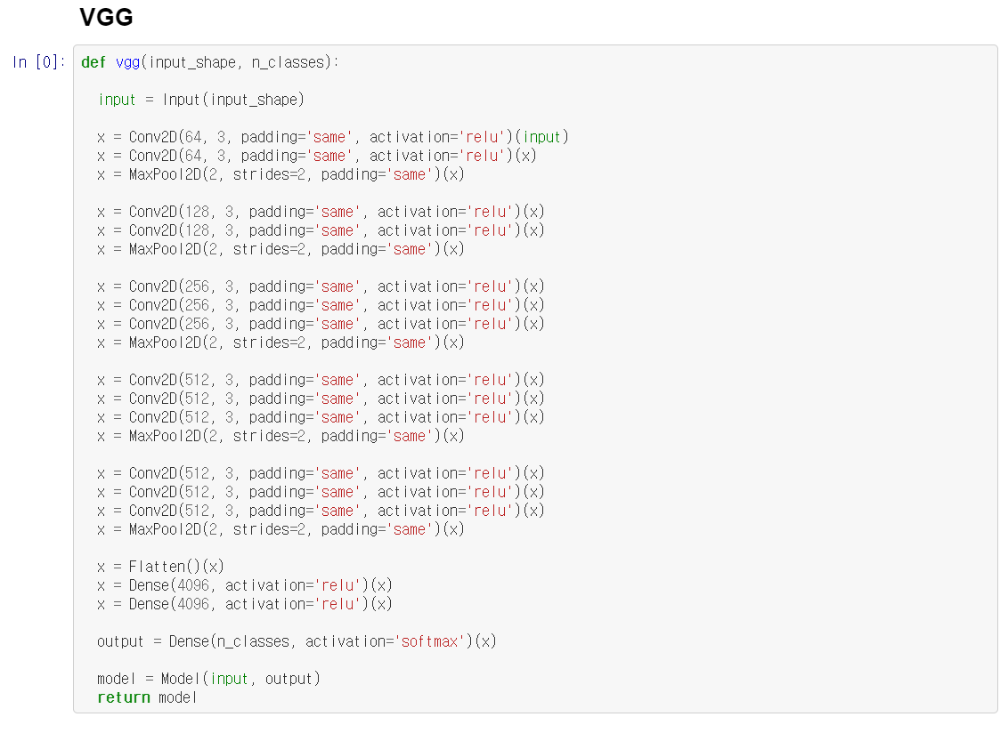 VGG
In [0]:
def vgg(input_shape, n_classes):
input = Input(input_shape)
x = Conv2D(64, 3, padding='same', activation='relu')(input)
x = Conv2D(64, 3, padding='same', activation='relu')(x)
x = MaxPool2D(2, strides=2, padding='same')(x)
x = Conv2D(128, 3, padding='same', activation='relu')(x)
x = Conv2D(128, 3, padding='same', activation='relu')(x)
x = MaxPool2D(2, strides=2, padding='same')(x)
x = Conv2D(256, 3, padding='same', activation='relu')(x)
x = Conv2D(256, 3, padding='same', activation='relu')(x)
x = Conv2D(256, 3, padding='same', activation='relu')(x)
x = MaxPool2D(2, strides=2, padding='same')(x)
x = Conv2D(512, 3, padding='same', activation='relu')(x)
x = Conv2D(512, 3, padding='same', activation='relu')(x)
x = Conv2D(512, 3, padding='same', activation='relu')(x)
x = MaxPool2D(2, strides=2, padding='same')(x)
x = Conv2D(512, 3, padding='same', activation='relu')(x)
x = Conv2D(512, 3, padding='same', activation='relu')(x)
x = Conv2D(512, 3, padding='same', activation='relu')(x)
x = MaxPool2D(2, strides=2, padding='same')(x)
x = Flatten()(x)
x = Dense(4096, activation='relu')(x)
x = Dense(4096, activation='relu')(x)
output = Dense(n_classes, activation='softmax')(x)
model = Model(input, output)
return model